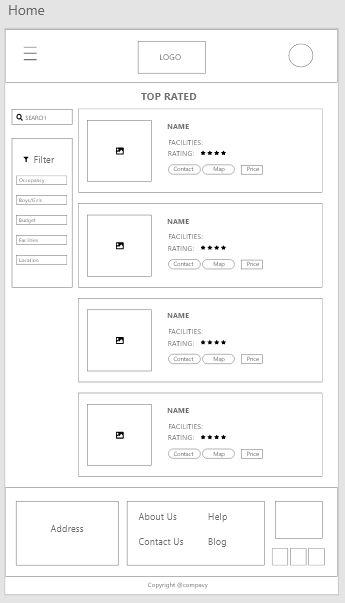 Home
LOGO
TOP RATED
SEARCH
Filter
Occupancy
Boys/Girls
Budget
Facilities
Location
NAME
FACILITIES:
RATING:
Contact Map Price
NAME
FACILITIES:
RATING:
Contact Map Price
NAME
FACILITIES:
RATING:
Contact Map Price
NAME
FACILITIES:
RATING:
Contact Map Price
Address
About Us Help
Contact Us Blog
Copyright @compavy